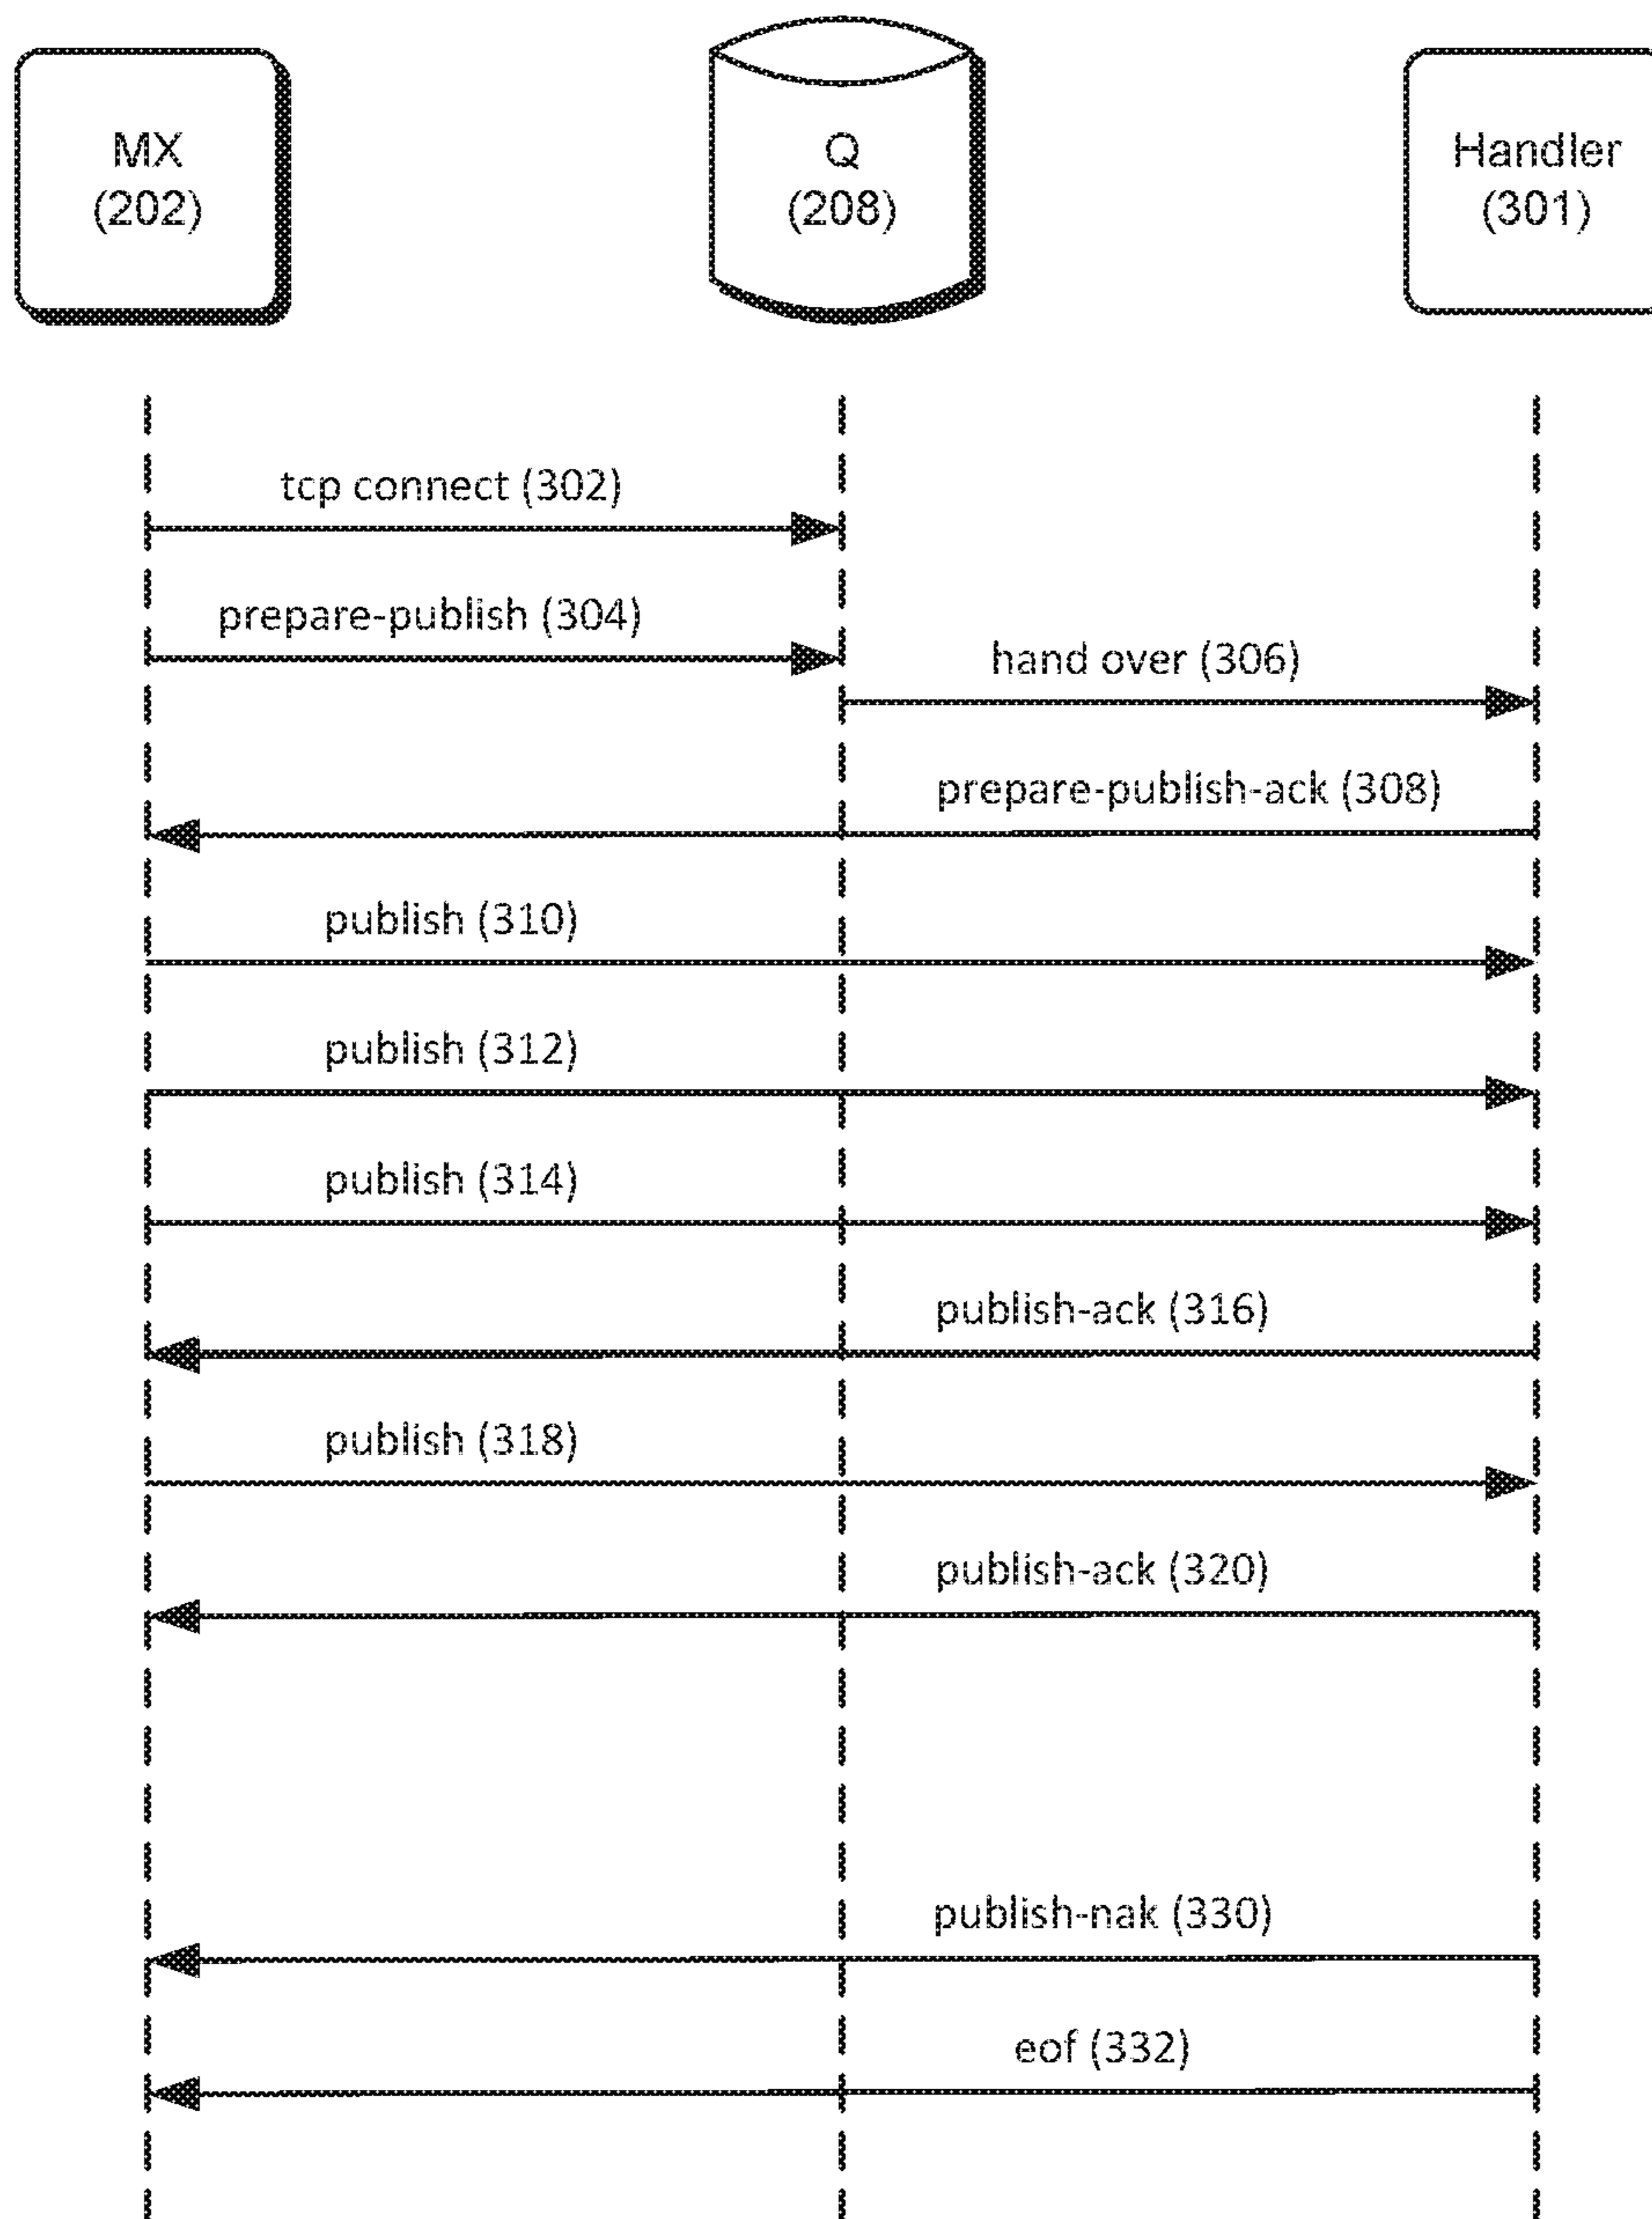 MX
(202)
Q
(208)
Handler
(301)
tcp connect (302)
prepare-publish (304)
hand over (306)
prepare-publish-ack (308)
publish (310)
publish (312)
publish (314)
publish-ack (316)
publish (318)
publish-ack (320)
publish-nak (330)
eof (332)